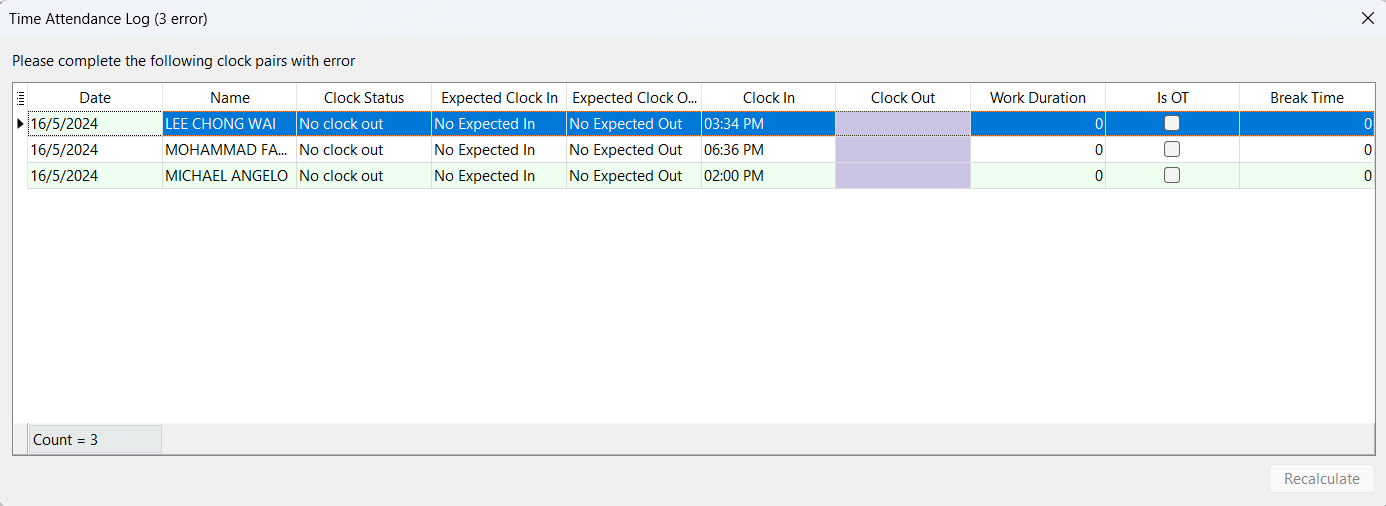 Time Attendance Log (3 error)
Please complete the following clock pairs with error
Date Name Clock Status Expected Clock In Expected Clock O... Clock In Clock Out Work Duration Is OT Break Time
16/5/2024 LEE CHONG WAI No clock out No Expected In No Expected Out 03:34 PM 0 0
16/5/2024 MOHAMMAD FA... No clock out No Expected In No Expected Out 06:36 PM 0 0
16/5/2024 MICHAEL ANGELO No clock out No Expected In No Expected Out 02:00 PM 0 0
Count = 3
Recalculate